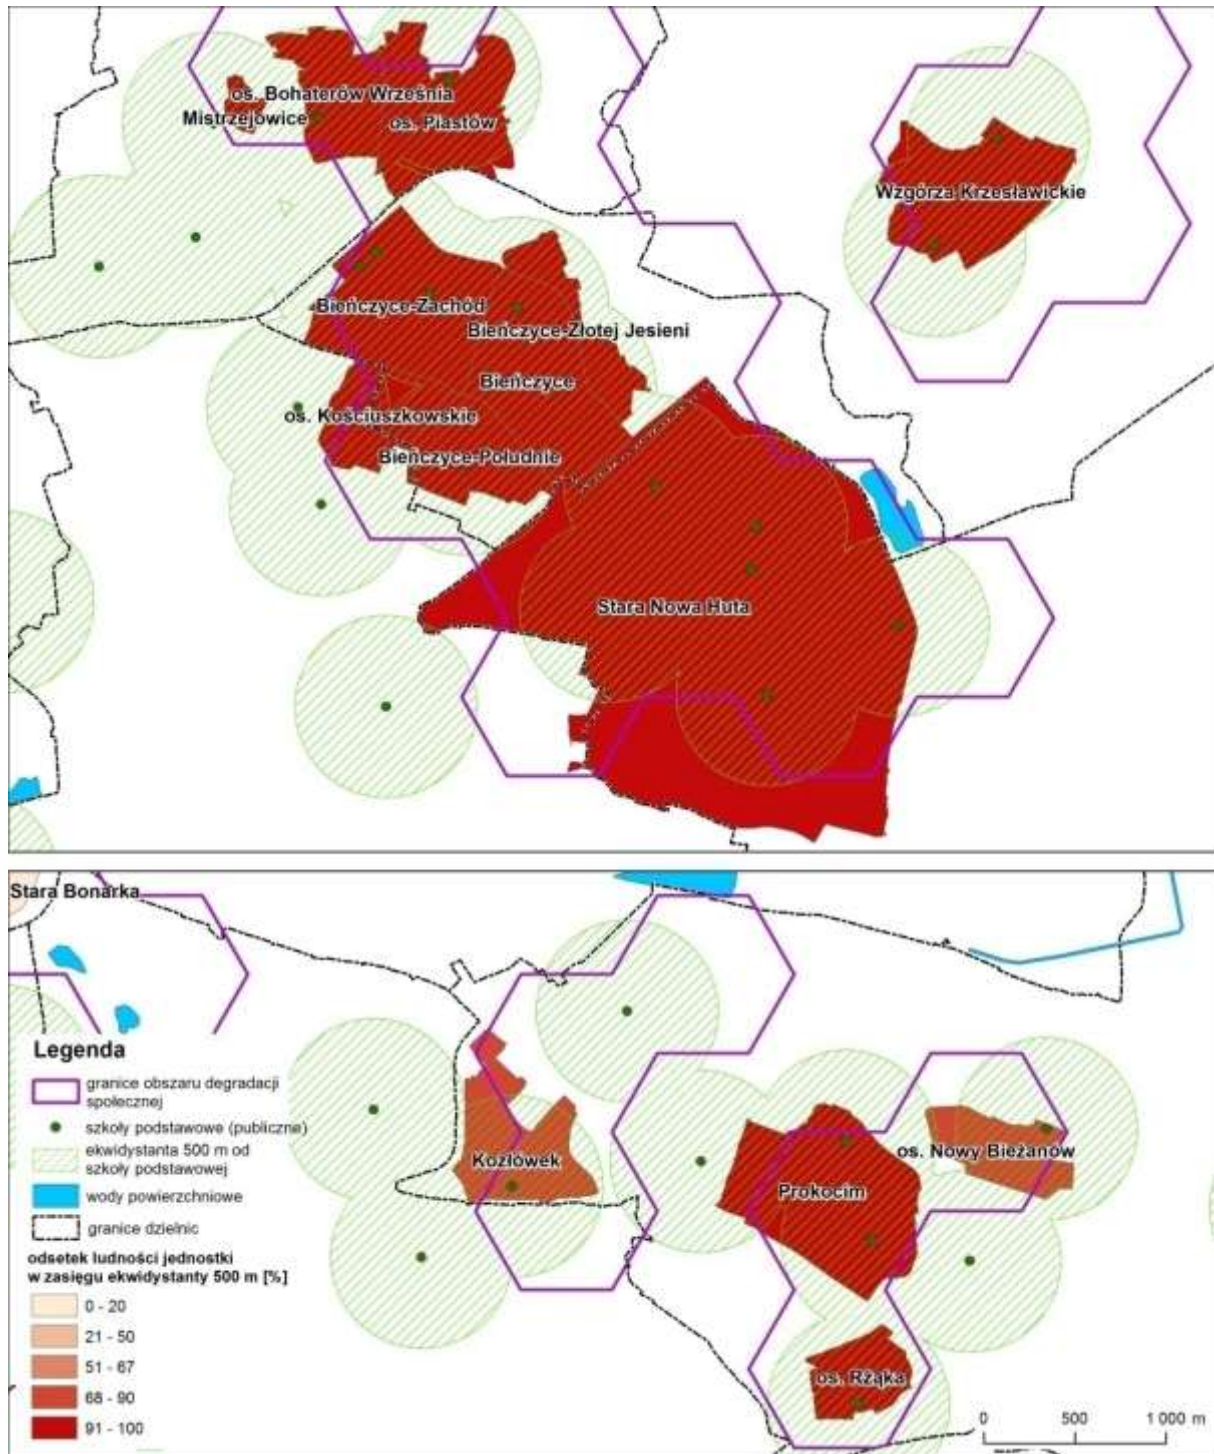 os. Bohaterów Września
Mistrzejowice
os. Piastów
Wzgórza Krzesławickie
Bieńczyce-Zachód
Bieńczyce-Złotej Jesieni
Bieńczyce
os. Kościuszkowskie
Bieńczyce-Południe
Stara Nowa Huta
Stara Bonarka
Kozłówek
os. Nowy Bieżanów
Prokocim
os. Rżąka
Legenda
granice obszaru degradacji
społecznej
szkoły podstawowe (publiczne)
ekwidystanta 500 m od
szkoły podstawowej
wody powierzchniowe
granice dzielnic
odsetek ludności jednostki
w zasięgu ekwidystanty 500 m [%]
0 - 20
21 - 50
51 - 67
68 - 90
91 - 100
0 500 1 000 m